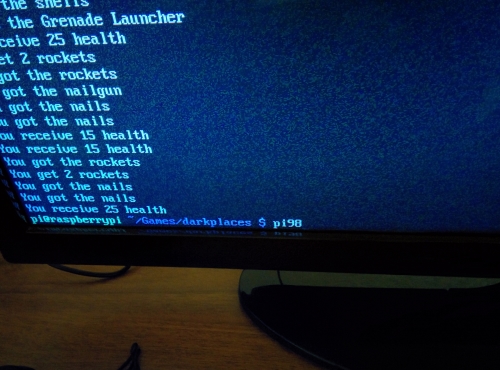 the shells
the Grenade Launcher
receive 25 health
get 2 rockets
got the rockets
got the nailgun
got the nails
got the nails
You receive 15 health
You receive 15 health
You got the rockets
You get 2 rockets
You got the nails
You got the nails
You receive 25 health
pi@raspberrypi ~/Games/darkplaces $ pi98